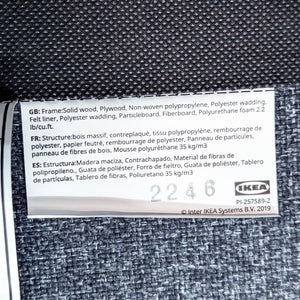 GB: Frame:Solid wood, Plywood, Non-woven polypropylene, Polyester wadding,
Felt liner, Polyester wadding, Particleboard, Fiberboard, Polyurethane foam 2.2
lb/cu.ft.
FR: Structure:bois massif, contreplaqué, tissu polypropylène, rembourrage de
polyester, papier feutré, rembourrage de polyester, Panneau de particules,
panneau de fibres de bois. Mousse polyuréthane 35 kg/m3
ES: Estructura:Madera maciza, Contrachapado, Material de fibras de
polipropileno., Guata de poliéster, Forro de fieltro, Guata de poliéster, Tablero
de partículas, Tablero de fibras, Poliuretano 35 kg/m3
2246
IKEA
PI-257589-2
© Inter IKEA Systems B.V. 2019